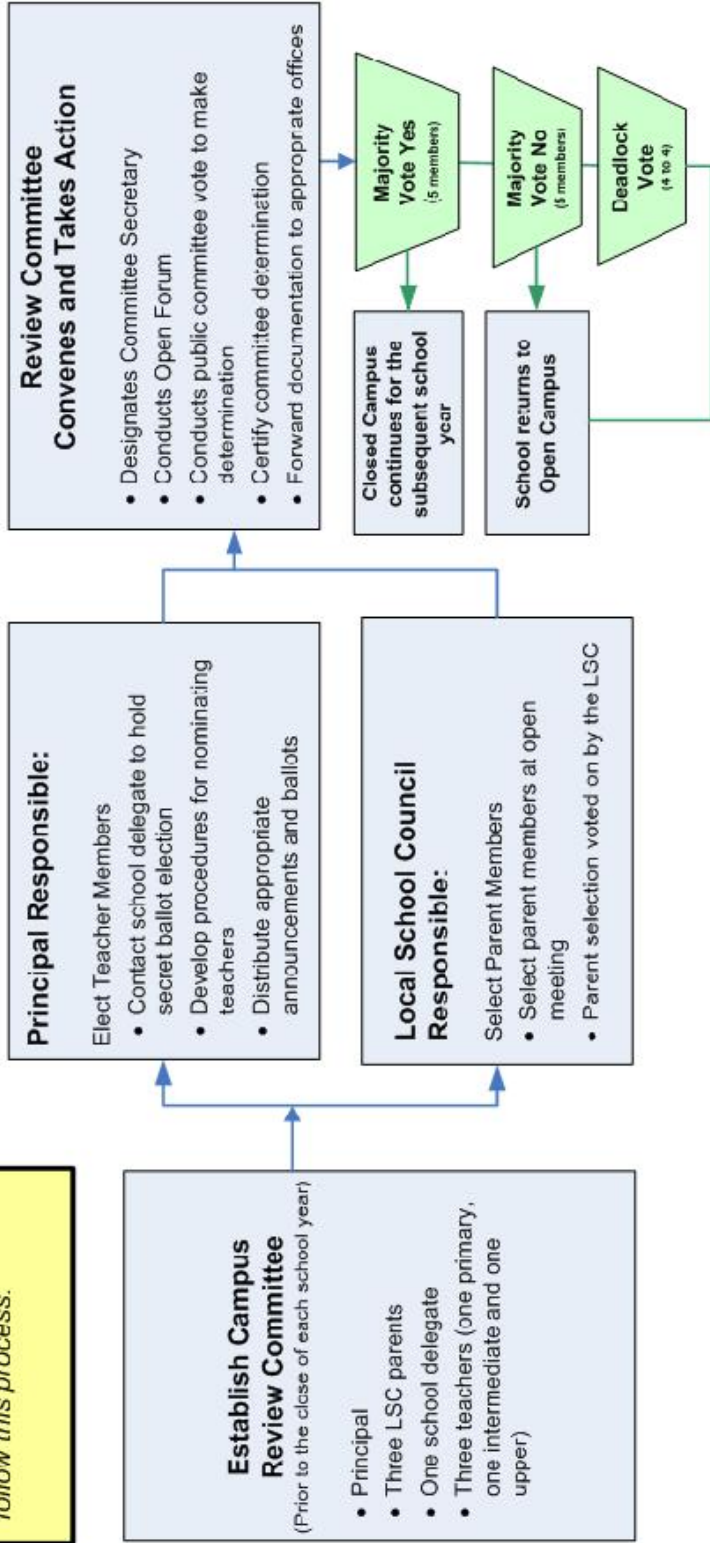 follow this process.
Establish Campus
Review Committee
(Prior to the close of each school year)
• Principal
• Three LSC parents
• One school delegate
• Three teachers (one primary,
one intermediate and one
upper)
Principal Responsible:
Elect Teacher Members
• Contact school delegate to hold
secret ballot election
• Develop procedures for nominating
teachers
• Distribute appropriate
announcements and ballots
Local School Council
Responsible:
Select Parent Members
• Select parent members at open
meeting
• Parent selection voted on by the LSC
Review Committee
Convenes and Takes Action
• Designates Committee Secretary
• Conducts Open Forum
• Conducts public committee vote to make
determination
• Certify committee determination
• Forward documentation to appropriate offices
Majority
Vote Yes
(5 members)
Closed Campus
continues for the
subsequent school
year
Majority
Vote No
(5 members)
School returns to
Open Campus
Deadlock
Vote
(4 to 4)